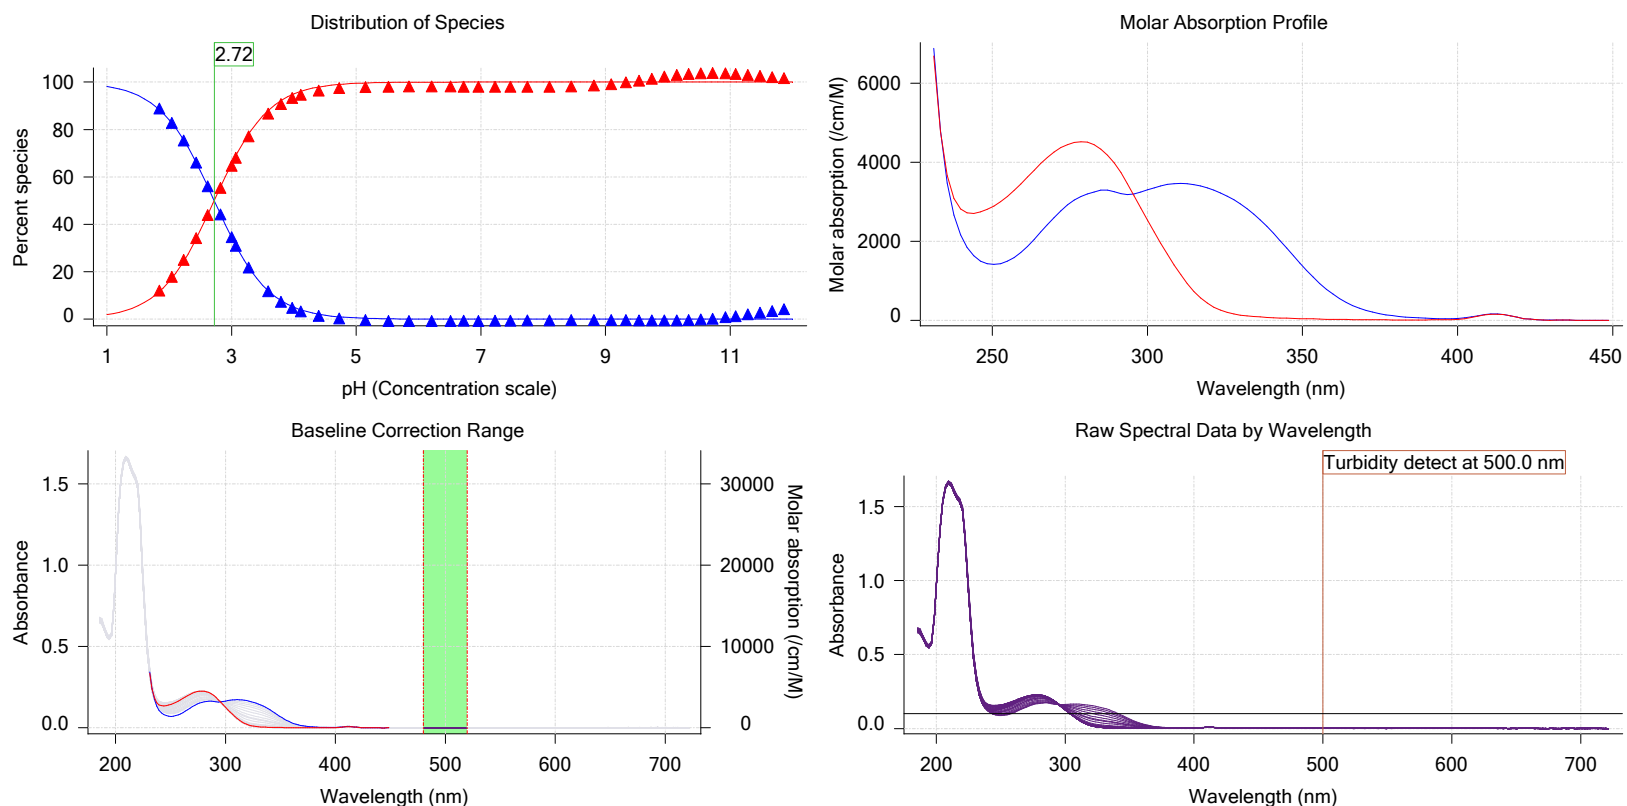 Distribution of Species
2.72
100
80
60
40
20
0
Percent species
1 3 5 7 9 11
pH (Concentration scale)
Molar Absorption Profile
6000
4000
2000
0
Molar absorption (/cm/M)
250 300 350 400 450
Wavelength (nm)
Baseline Correction Range
1.5
1.0
0.5
0.0
Absorbance
30000
20000
10000
0
Molar absorption (/cm/M)
200 300 400 500 600 700
Wavelength (nm)
Raw Spectral Data by Wavelength
Turbidity detect at 500.0 nm
1.5
1.0
0.5
0.0
Absorbance
200 300 400 500 600 700
Wavelength (nm)